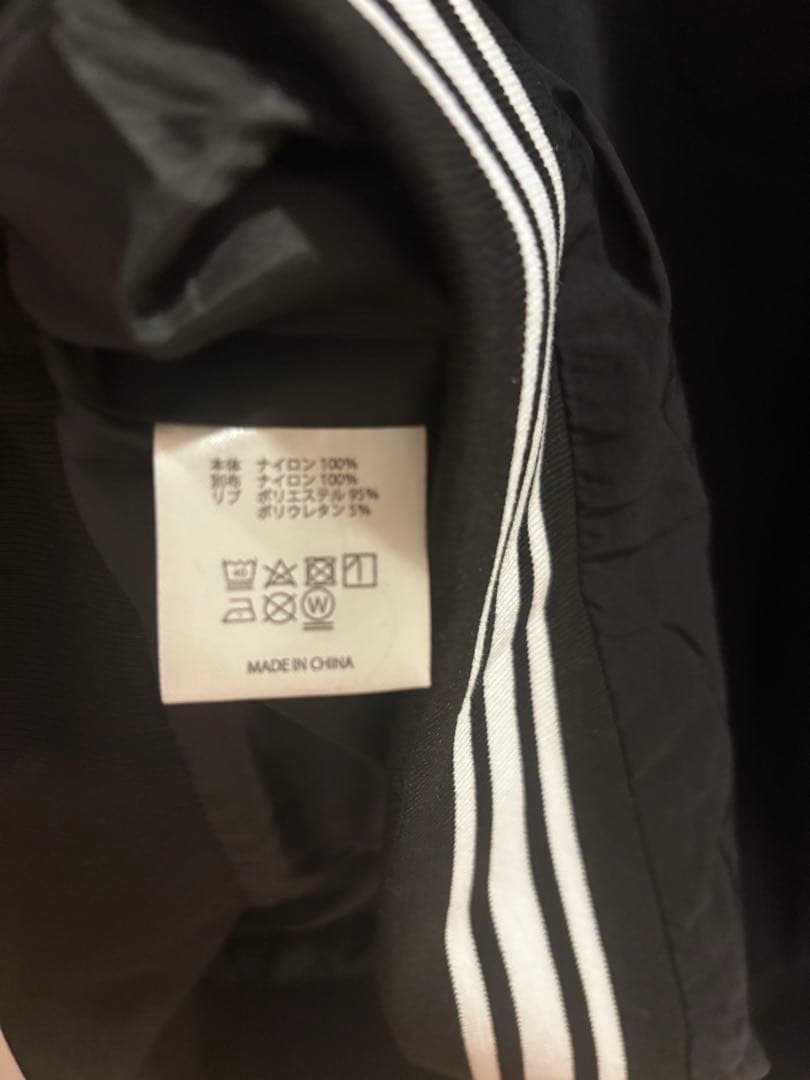 本体 ナイロン 100%
別布 ナイロン 100%
リブ ポリエステル 95%
ポリウレタン 5%
40
W
MADE IN CHINA